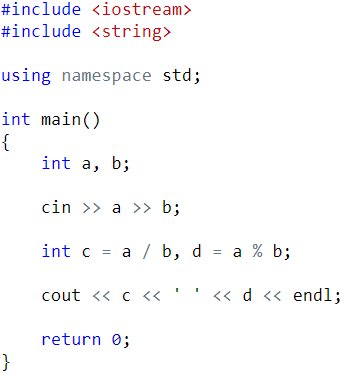 #include <iostream>
#include <string>
using namespace std;
int main()
{
    int a, b;
    cin >> a >> b;
    int c = a / b, d = a % b;
    cout << c << ' ' << d << endl;
    return 0;
}